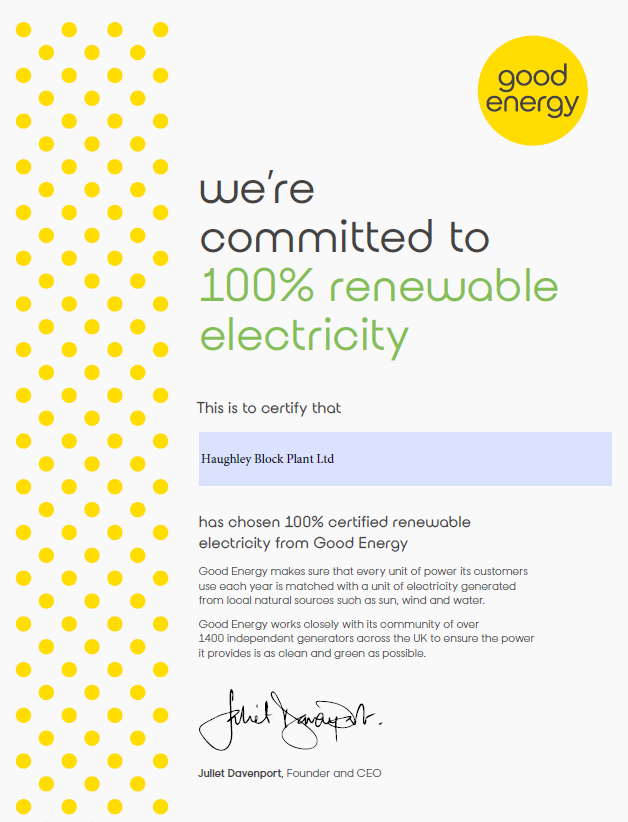 good
energy
we're
committed to
100% renewable
electricity
This is to certify that
Haughley Block Plant Ltd
has chosen 100% certified renewable
electricity from Good Energy
Good Energy makes sure that every unit of power its customers
use each year is matched with a unit of electricity generated
from local natural sources such as sun, wind and water.
Good Energy works closely with its community of over
1400 independent generators across the UK to ensure the power
it provides is as clean and green as possible.
Juliet Davenport.
Juliet Davenport, Founder and CEO